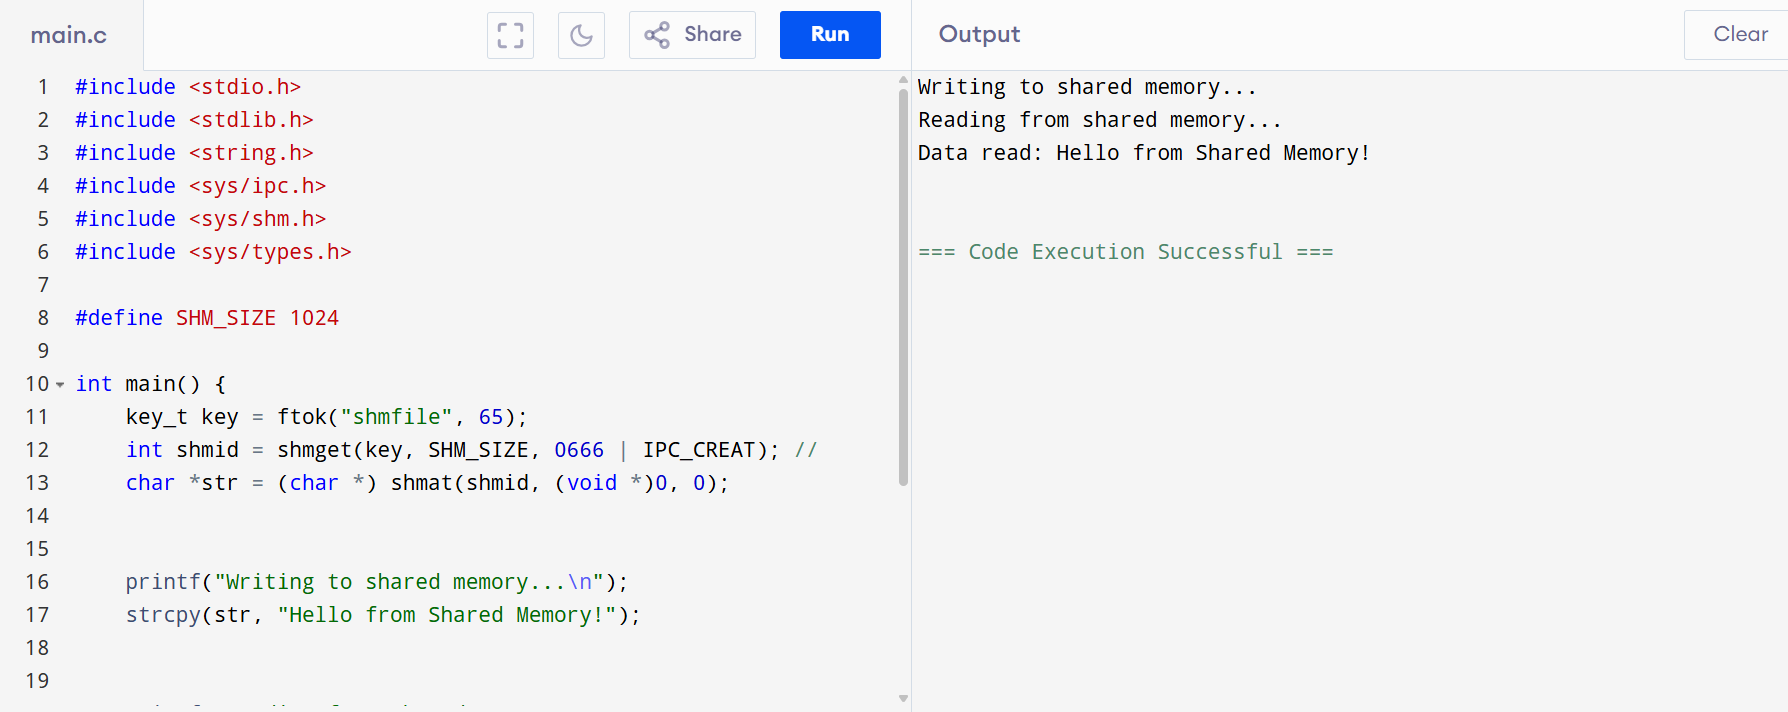 main.c
Share
Run
Output
Clear
1 #include <stdio.h>
2 #include <stdlib.h>
3 #include <string.h>
4 #include <sys/ipc.h>
5 #include <sys/shm.h>
6 #include <sys/types.h>
7
8 #define SHM_SIZE 1024
9
10 int main() {
11     key_t key = ftok("shmfile", 65);
12     int shmid = shmget(key, SHM_SIZE, 0666 | IPC_CREAT); //
13     char *str = (char *) shmat(shmid, (void *)0, 0);
14
15
16     printf("Writing to shared memory...\n");
17     strcpy(str, "Hello from Shared Memory!");
18
19
Writing to shared memory...
Reading from shared memory...
Data read: Hello from Shared Memory!
=== Code Execution Successful ===